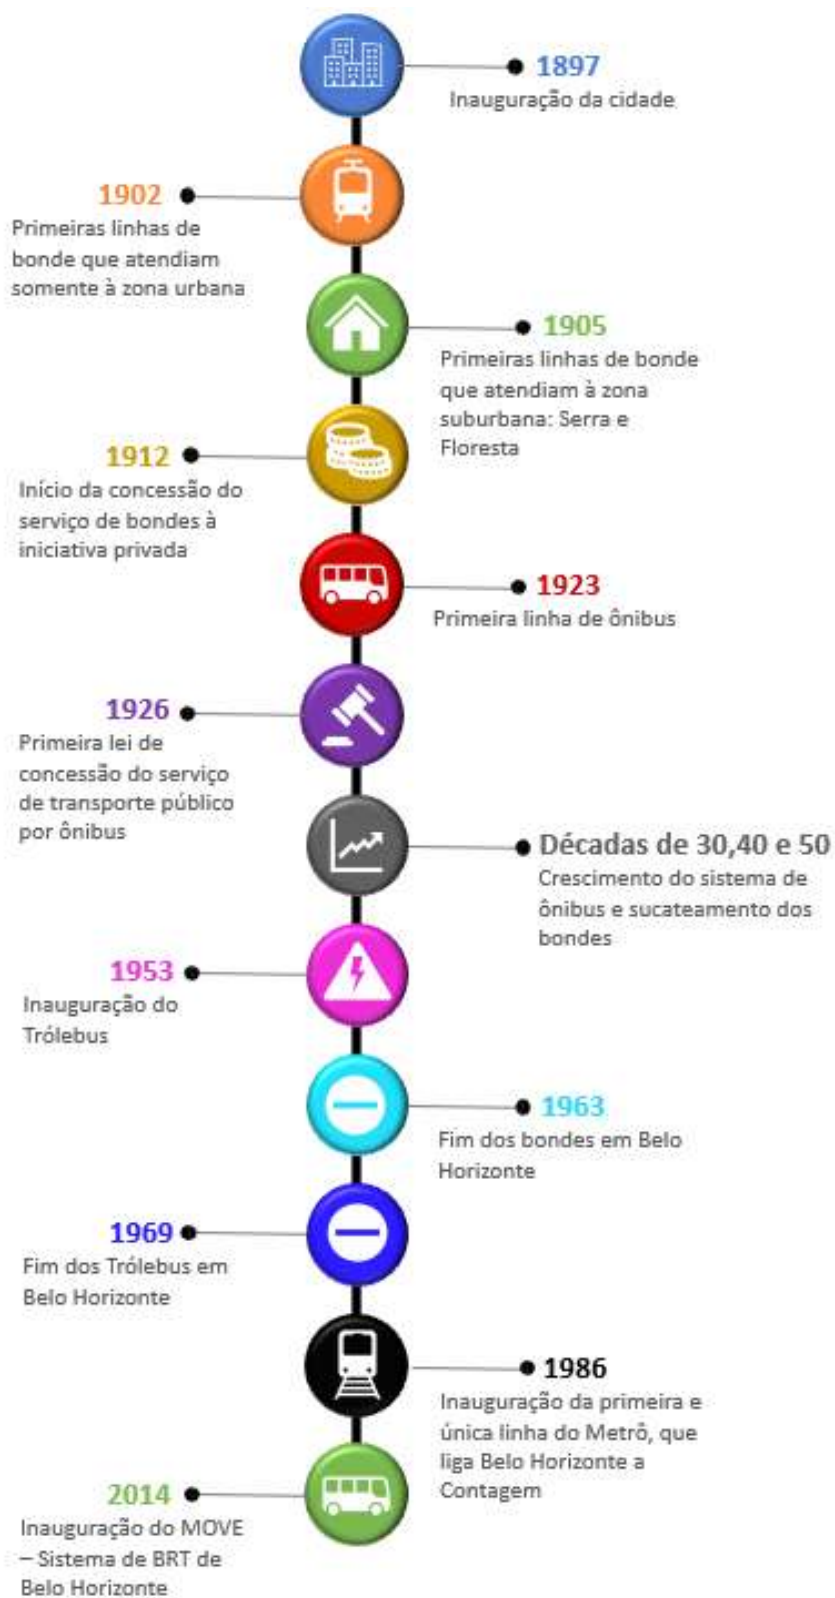 1897
Inauguração da cidade
1902
Primeiras linhas de
bonde que atendiam
somente à zona urbana
1905
Primeiras linhas de bonde
que atendiam à zona
suburbana: Serra e
Floresta
1912
Início da concessão do
serviço de bondes à
iniciativa privada
1923
Primeira linha de ônibus
1926
Primeira lei de
concessão do serviço
de transporte público
por ônibus
Décadas de 30,40 e 50
Crescimento do sistema de
ônibus e sucateamento dos
bondes
1953
Inauguração do
Trólebus
1963
Fim dos bondes em Belo
Horizonte
1969
Fim dos Trólebus em
Belo Horizonte
1986
Inauguração da primeira e
única linha do Metrô, que
liga Belo Horizonte a
Contagem
2014
Inauguração do MOVE
– Sistema de BRT de
Belo Horizonte